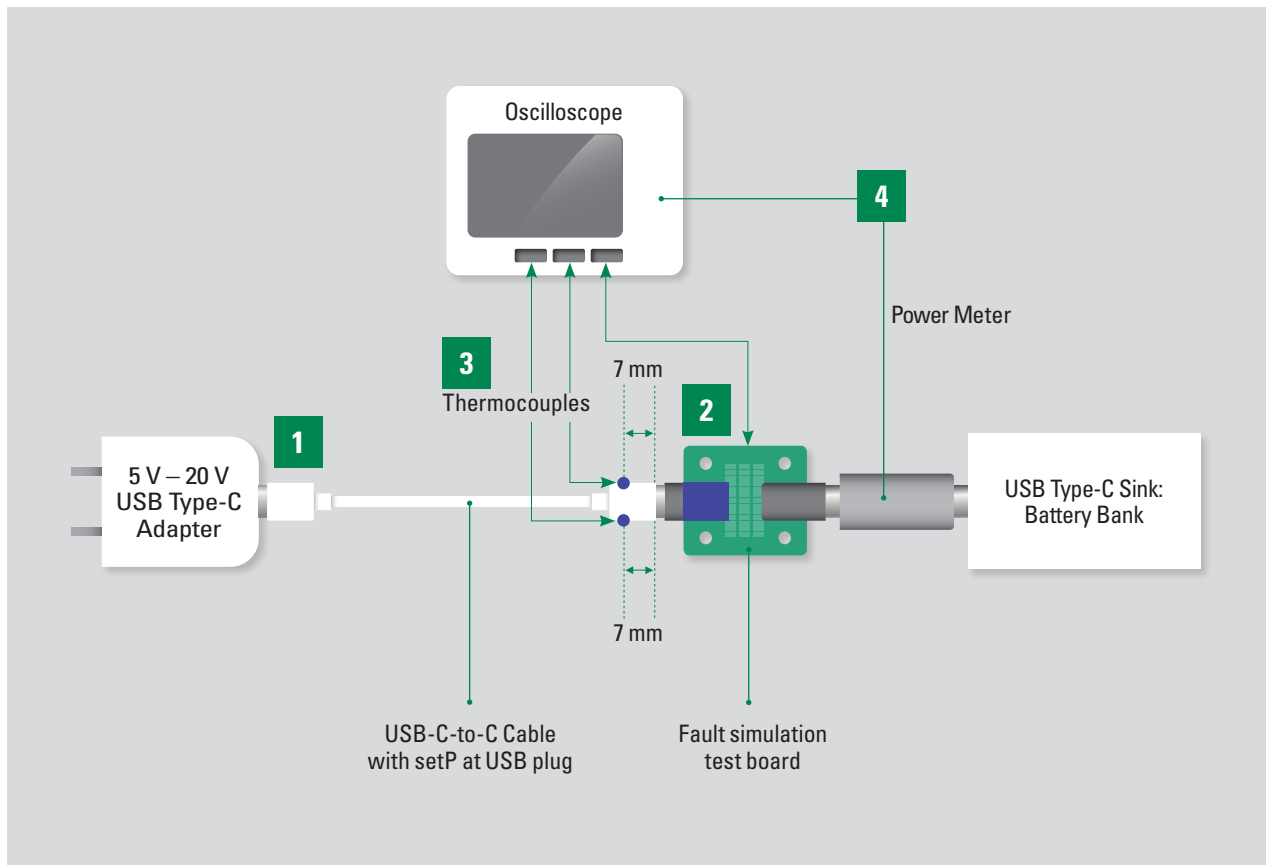 Oscilloscope
4
Power Meter
3
Thermocouples
7 mm
2
1
5 V – 20 V
USB Type-C
Adapter
USB Type-C Sink:
Battery Bank
7 mm
USB-C-to-C Cable
with setP at USB plug
Fault simulation
test board